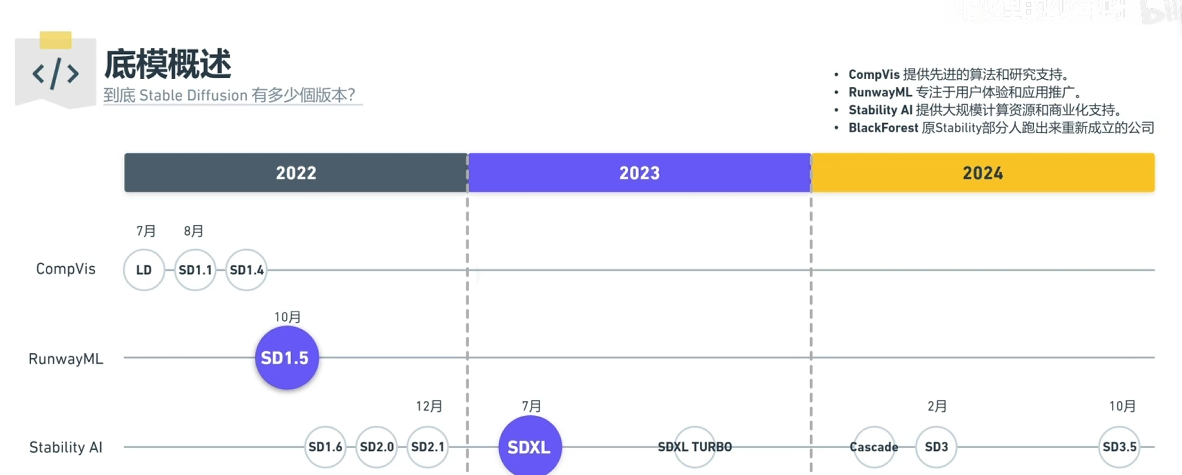 底模概述
到底 Stable Diffusion 有多少個版本?
• CompVis 提供先进的算法和研究支持。
• RunwayML 专注于用户体验和应用推广。
• Stability AI 提供大规模计算资源和商业化支持。
• BlackForest 原Stability部分人跑出来重新成立的公司
2022 2023 2024
7月 8月
CompVis LD SD1.1 SD1.4
10月
RunwayML SD1.5
12月 7月 2月 10月
Stability AI SD1.6 SD2.0 SD2.1 SDXL SDXL TURBO Cascade SD3 SD3.5